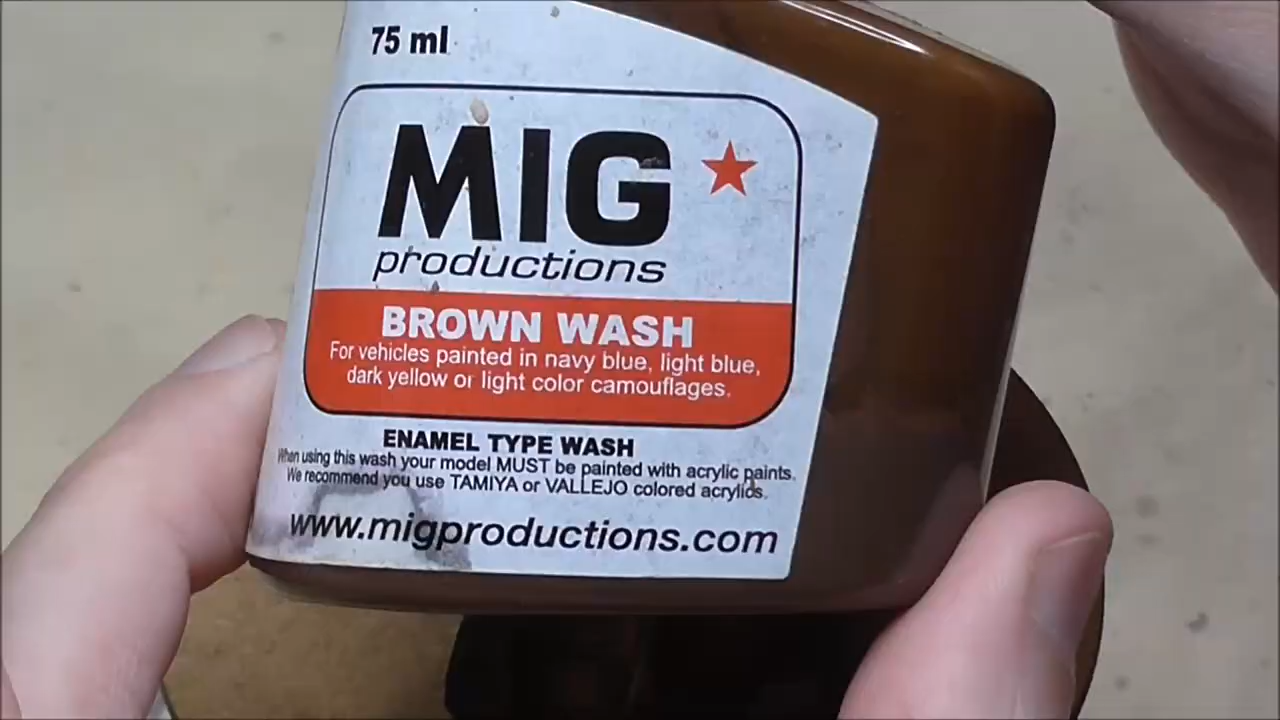 75 ml
MIG
productions
BROWN WASH
For vehicles painted in navy blue, light blue,
dark yellow or light color camouflages.
ENAMEL TYPE WASH
When using this wash your model MUST be painted with acrylic paints.
We recommend you use TAMIYA or VALLEJO colored acrylics.
www.migproductions.com